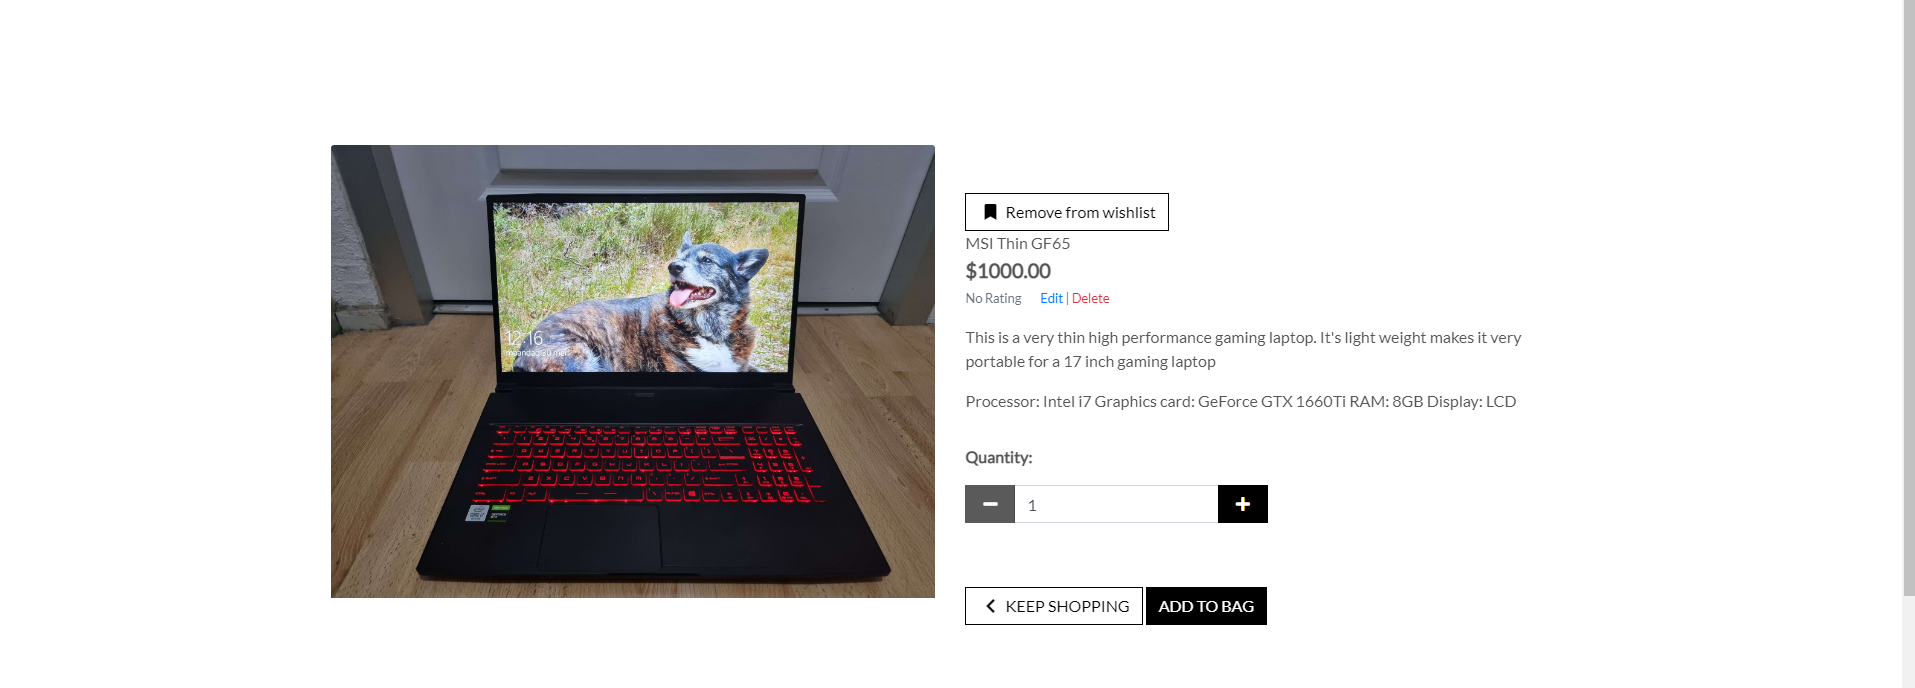 Remove from wishlist
MSI Thin GF65
$1000.00
No Rating Edit | Delete
This is a very thin high performance gaming laptop. It's light weight makes it very
portable for a 17 inch gaming laptop
Processor: Intel i7 Graphics card: GeForce GTX 1660Ti RAM: 8GB Display: LCD
Quantity:
1
KEEP SHOPPING
ADD TO BAG
12:16